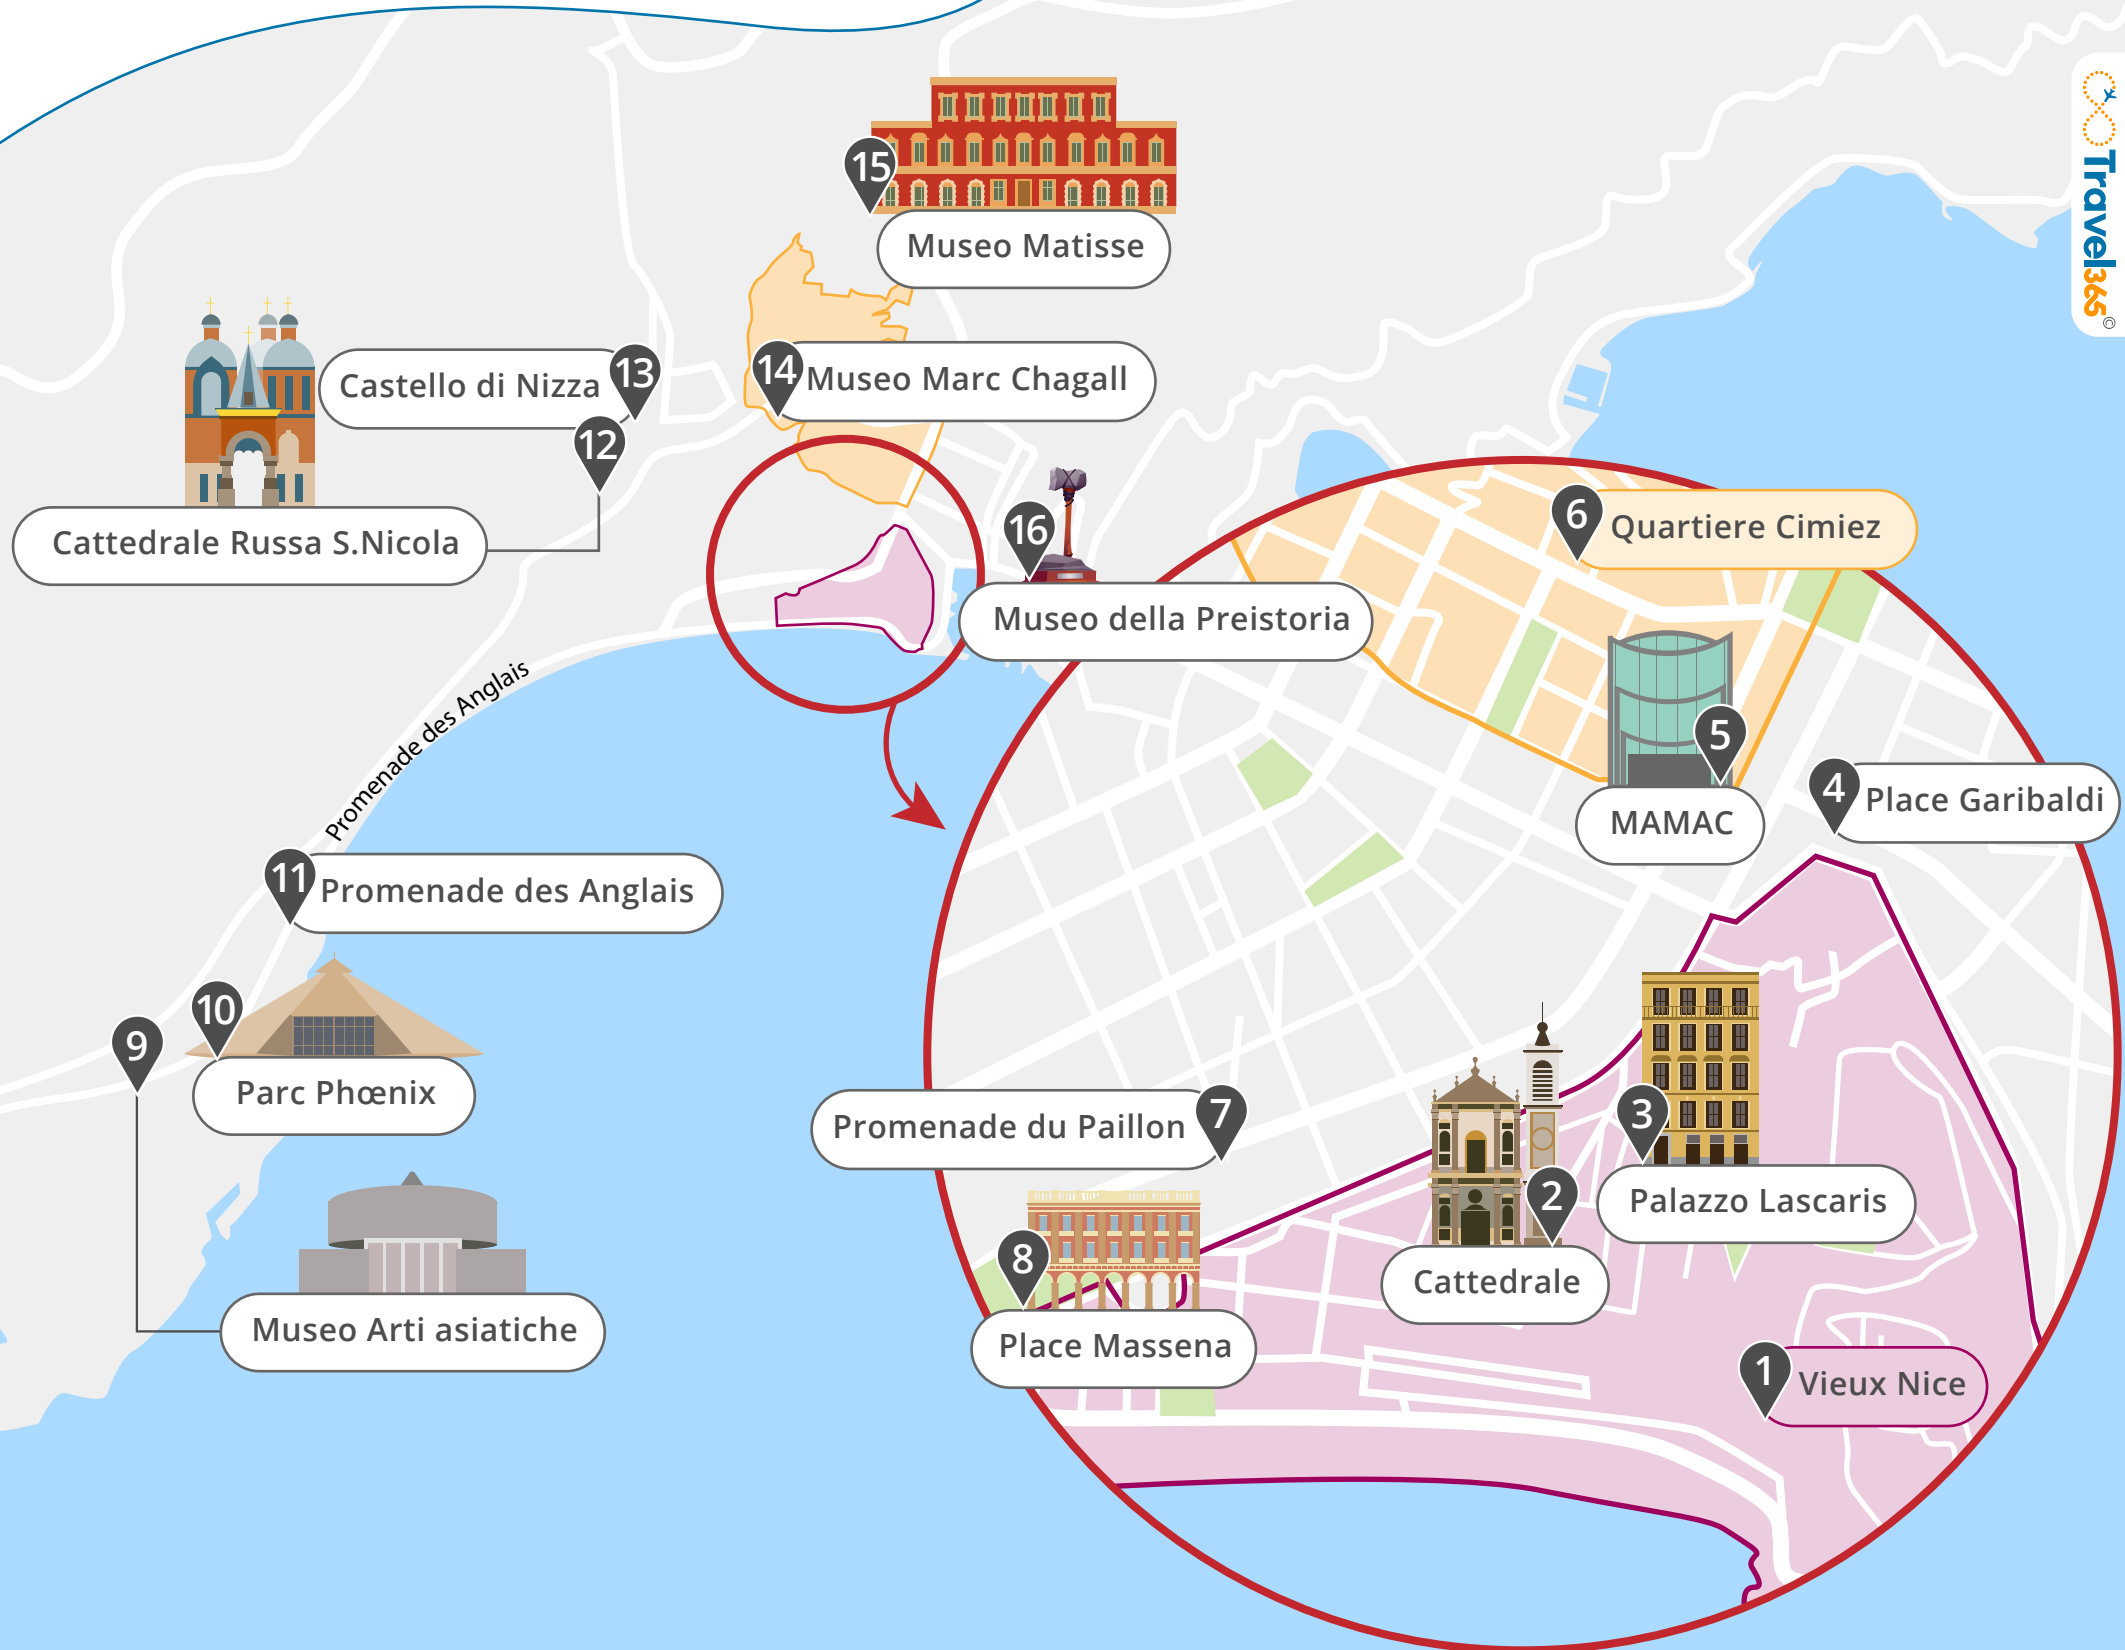 15
Museo Matisse
Travel365
©
Castello di Nizza
13
14
Museo Marc Chagall
12
Cattedrale Russa S.Nicola
16
Museo della Preistoria
6
Quartiere Cimiez
Promenade des Anglais
5
MAMAC
4
Place Garibaldi
11
Promenade des Anglais
10
9
Parc Phœnix
Promenade du Paillon
7
3
Palazzo Lascaris
2
Cattedrale
8
Place Massena
Museo Arti asiatiche
1
Vieux Nice